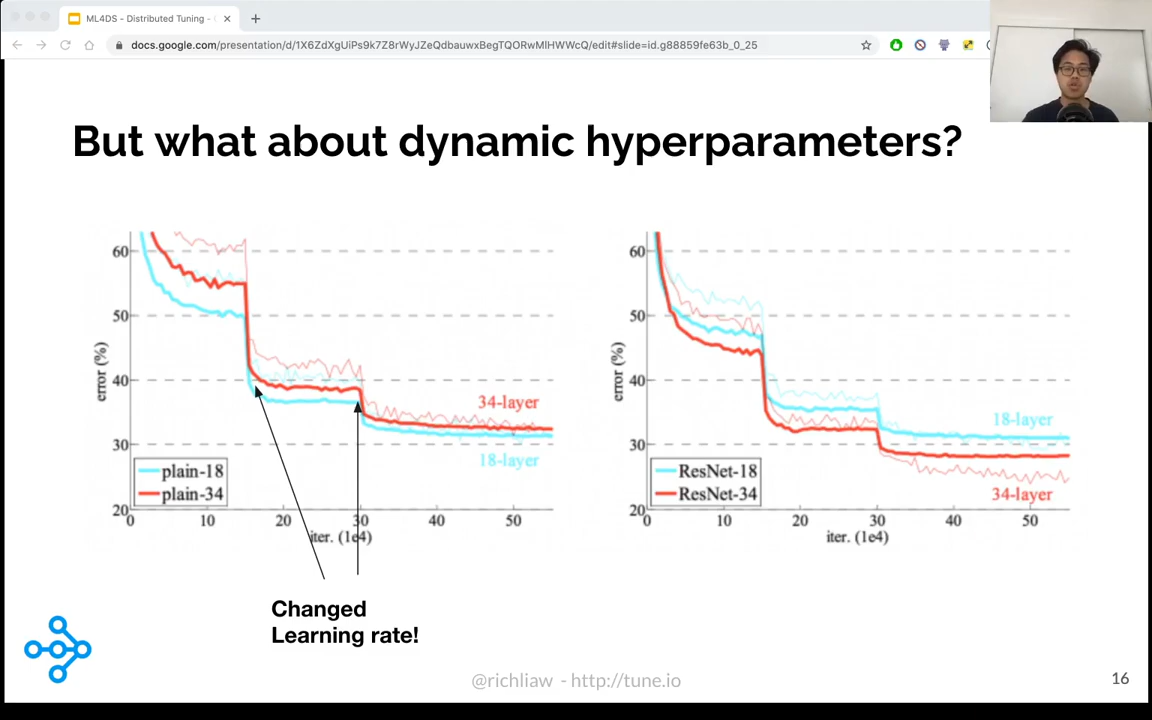 ML4DS - Distributed Tuning -
docs.google.com/presentation/d/1X6ZdXgUiPs9k7Z8rWyJZeQdbauwxBegTQORwMlHWWcQ/edit#slide=id.g88859fe63b_0_25
But what about dynamic hyperparameters?
60
50
40
30
20
error (%)
34-layer
18-layer
plain-18
plain-34
0
10
20
30
40
50
iter. (1e4)
60
50
40
30
20
error (%)
18-layer
34-layer
ResNet-18
ResNet-34
0
10
20
30
40
50
iter. (1e4)
Changed
Learning rate!
@richliaw - http://tune.io
16